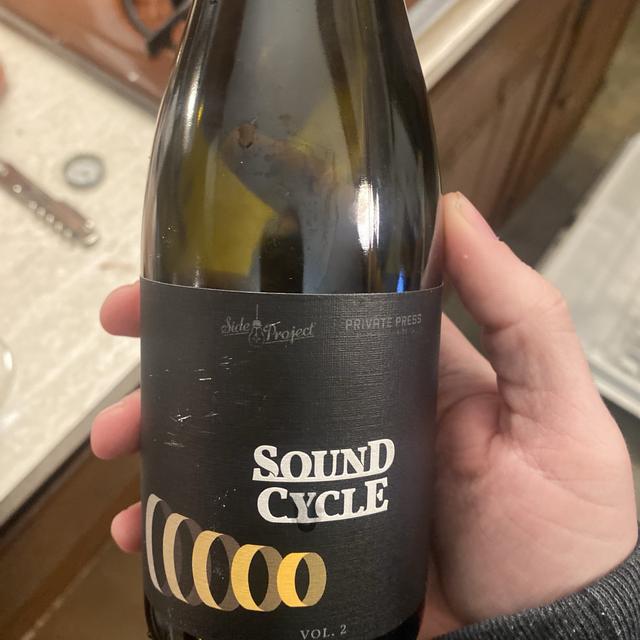 Side Project PRIVATE PRESS
SOUND
CYCLE
VOL. 2